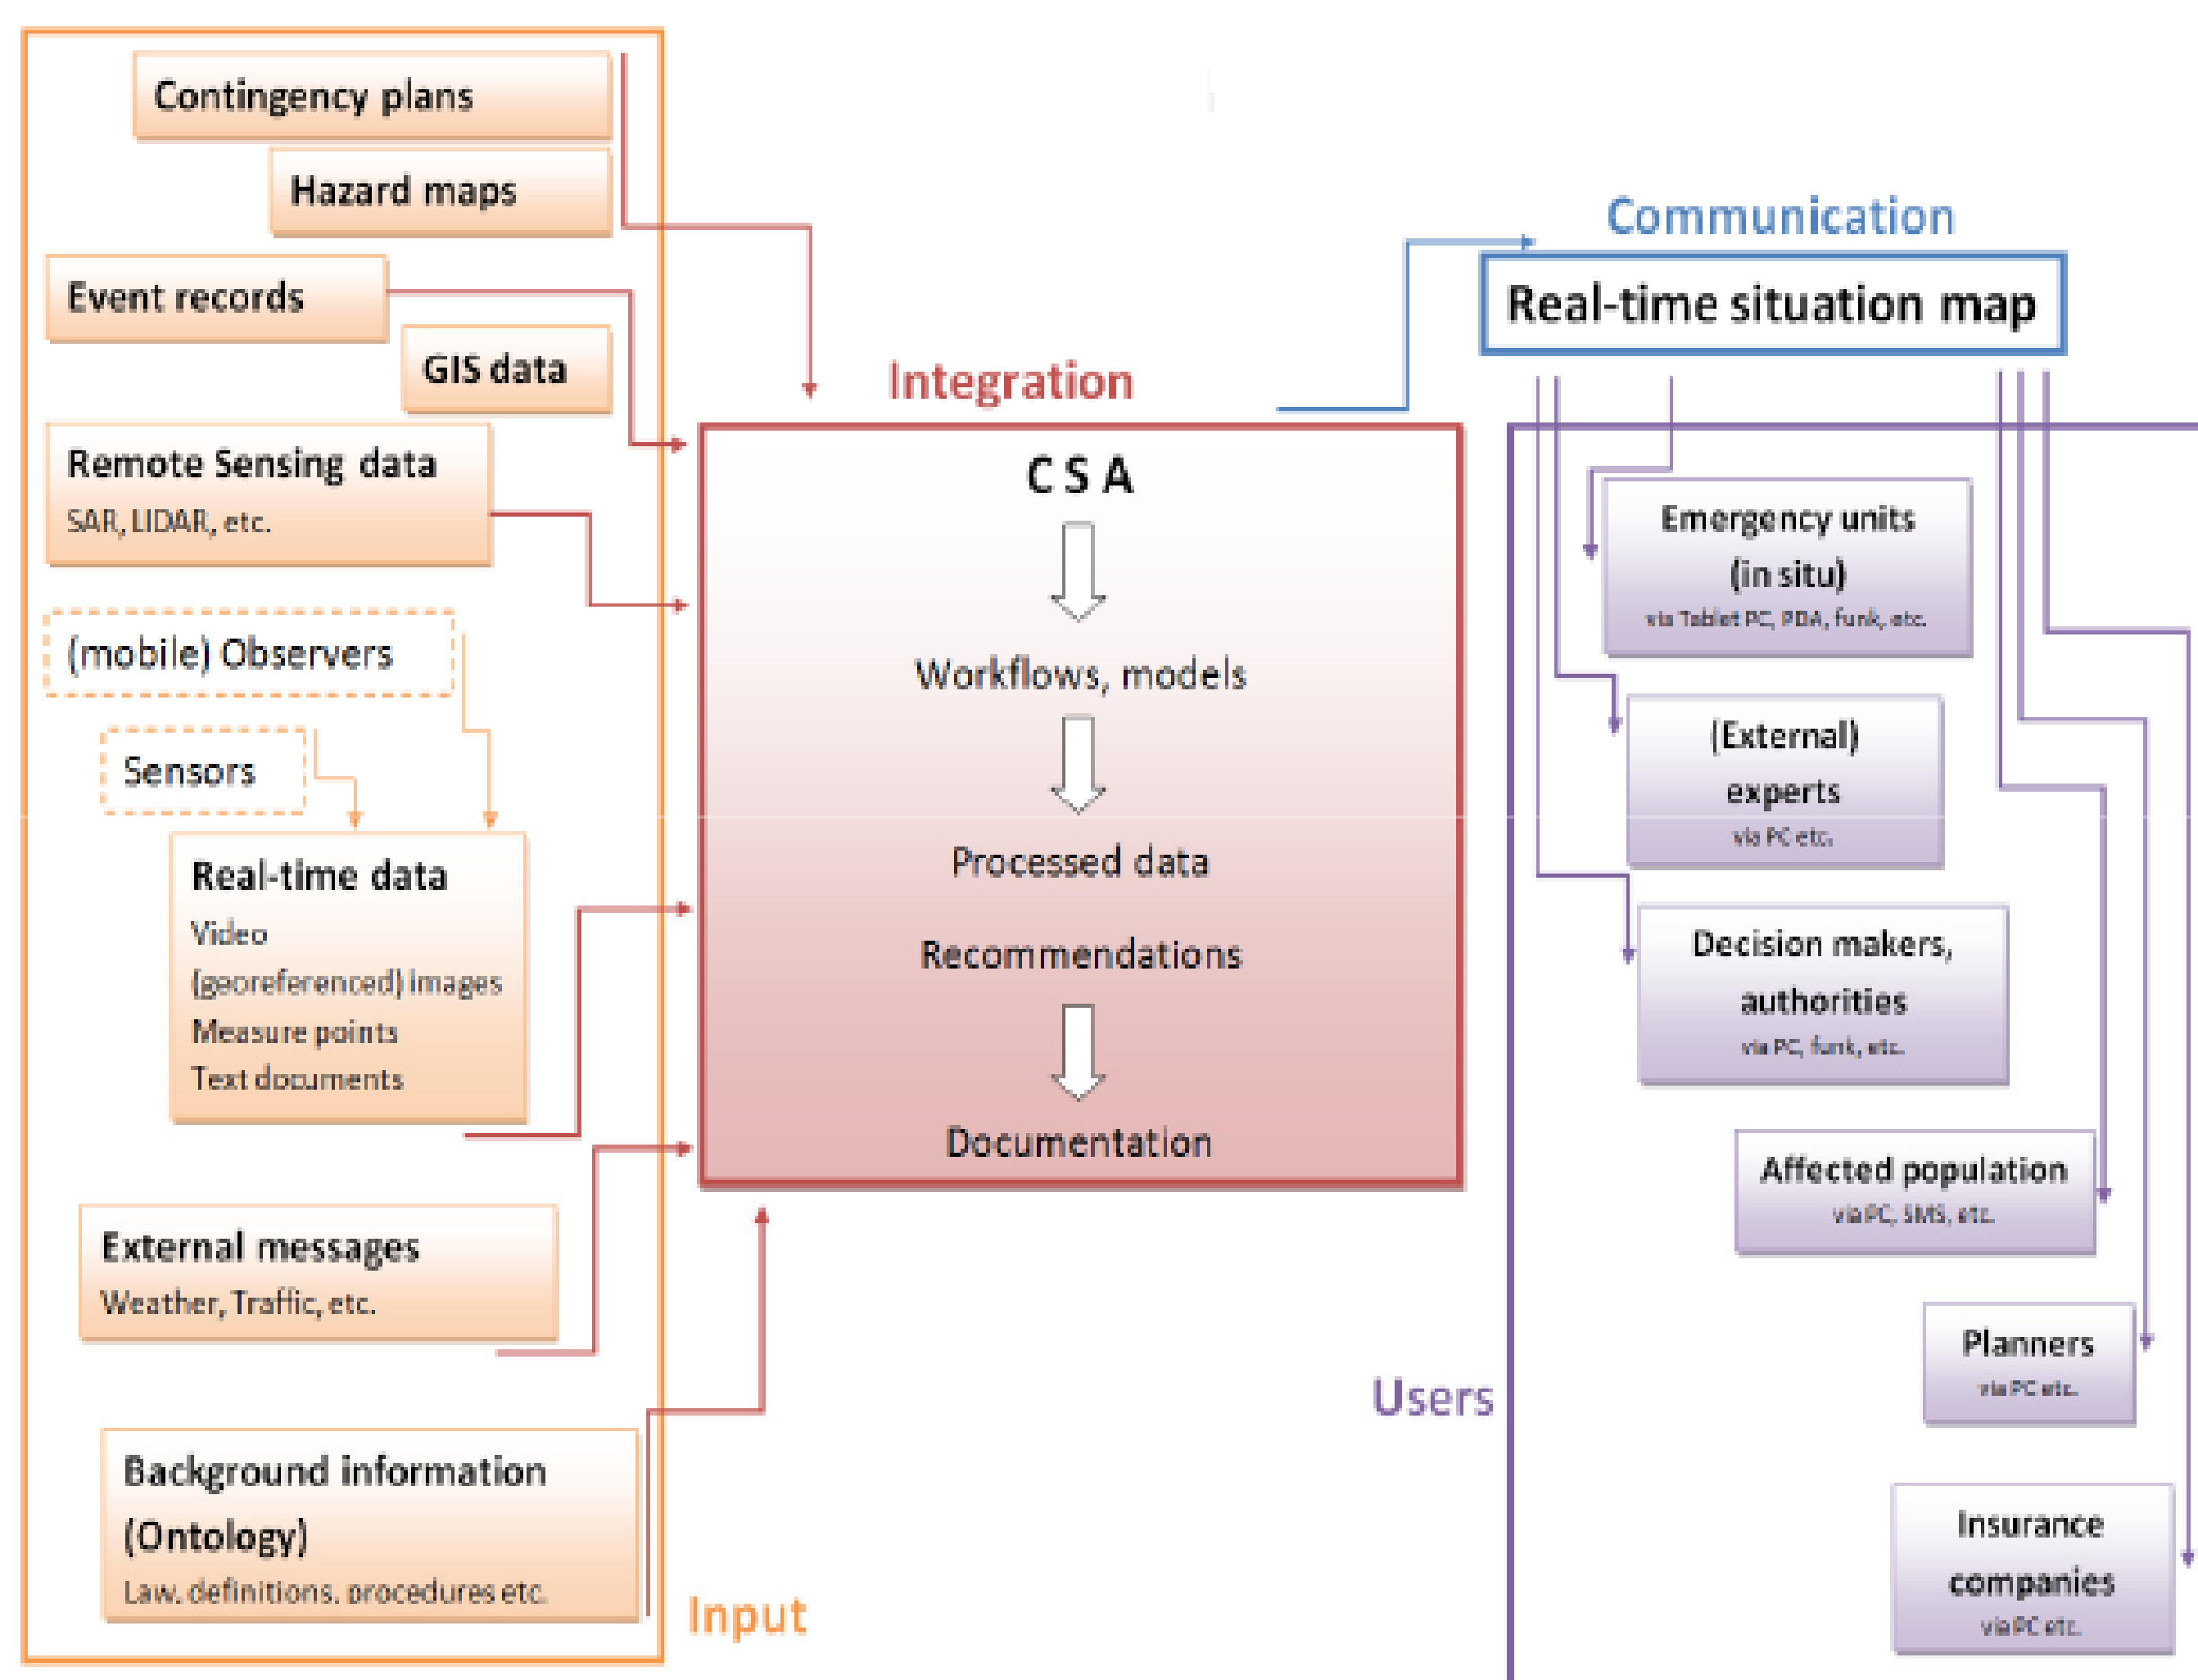 Contingency plans
Hazard maps
Event records
GIS data
Remote Sensing data
SAR, LIDAR, etc.
(mobile) Observers
Sensors
Real-time data
Video
(georeferenced) images
Measure points
Text documents
External messages
Weather, Traffic, etc.
Background information
(Ontology)
Law, definitions, procedures etc.
Input
Integration
C S A
Workflows, models
Processed data
Recommendations
Documentation
Communication
Real-time situation map
Users
Emergency units
(in situ)
via Tablet PC, PDA, funk, etc.
(External)
experts
via PC etc.
Decision makers,
authorities
via PC, funk, etc.
Affected population
via PC, SMS, etc.
Planners
via PC etc.
Insurance
companies
via PC etc.